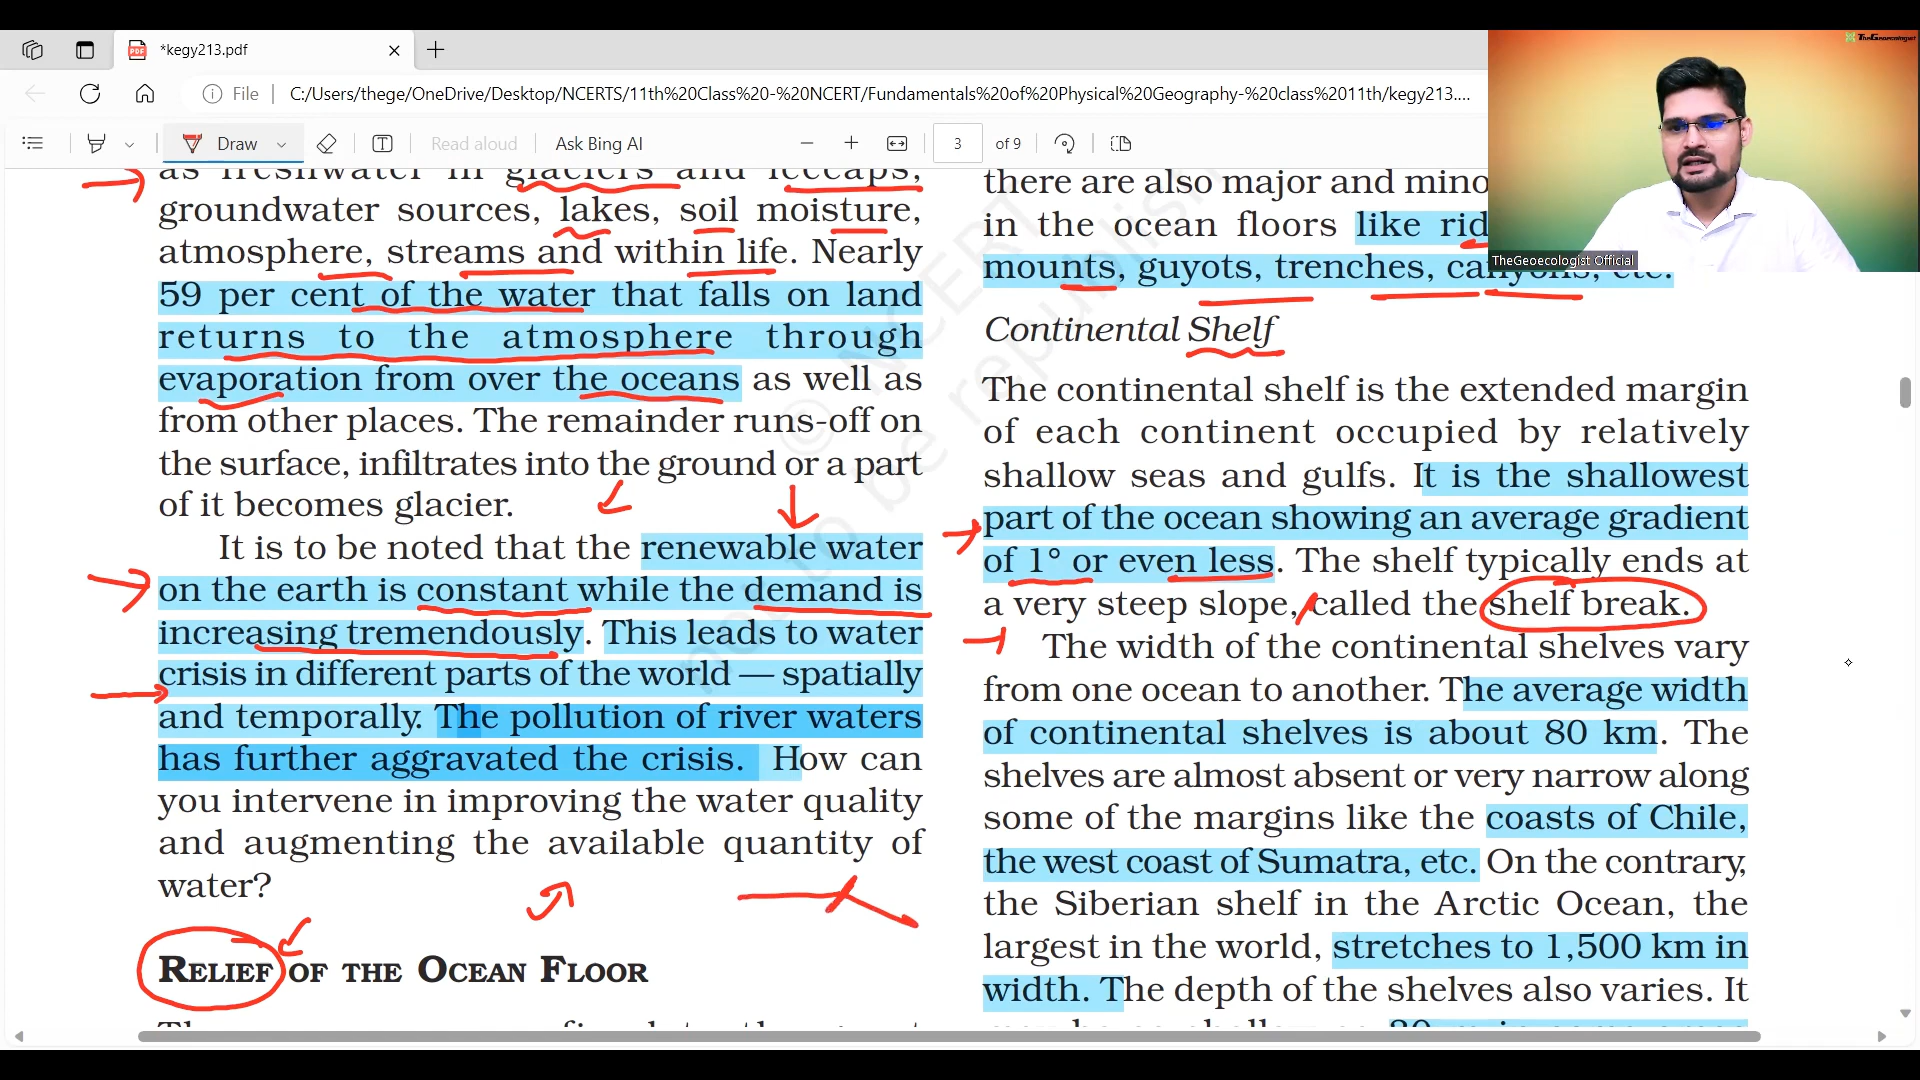 *kegy213.pdf
File
C:/Users/thege/OneDrive/Desktop/NCERTS/11th%20Class%20-%20NCERT/Fundamentals%20of%20Physical%20Geography-%20class%2011th/kegy213....
Draw
Read aloud
Ask Bing AI
3 of 9
TheGeoecologist
TheGeoecologist Official
as freshwater in glaciers and icecaps,
groundwater sources, lakes, soil moisture,
atmosphere, streams and within life. Nearly
59 per cent of the water that falls on land
returns to the atmosphere through
evaporation from over the oceans as well as
from other places. The remainder runs-off on
the surface, infiltrates into the ground or a part
of it becomes glacier.
It is to be noted that the renewable water
on the earth is constant while the demand is
increasing tremendously. This leads to water
crisis in different parts of the world — spatially
and temporally. The pollution of river waters
has further aggravated the crisis. How can
you intervene in improving the water quality
and augmenting the available quantity of
water?
RELIEF OF THE OCEAN FLOOR
there are also major and mino
in the ocean floors like rid
mounts, guyots, trenches, canyons, etc.
Continental Shelf
The continental shelf is the extended margin
of each continent occupied by relatively
shallow seas and gulfs. It is the shallowest
part of the ocean showing an average gradient
of 1° or even less. The shelf typically ends at
a very steep slope, called the shelf break.
The width of the continental shelves vary
from one ocean to another. The average width
of continental shelves is about 80 km. The
shelves are almost absent or very narrow along
some of the margins like the coasts of Chile,
the west coast of Sumatra, etc. On the contrary,
the Siberian shelf in the Arctic Ocean, the
largest in the world, stretches to 1,500 km in
width. The depth of the shelves also varies. It
© NCERT
not to be republish